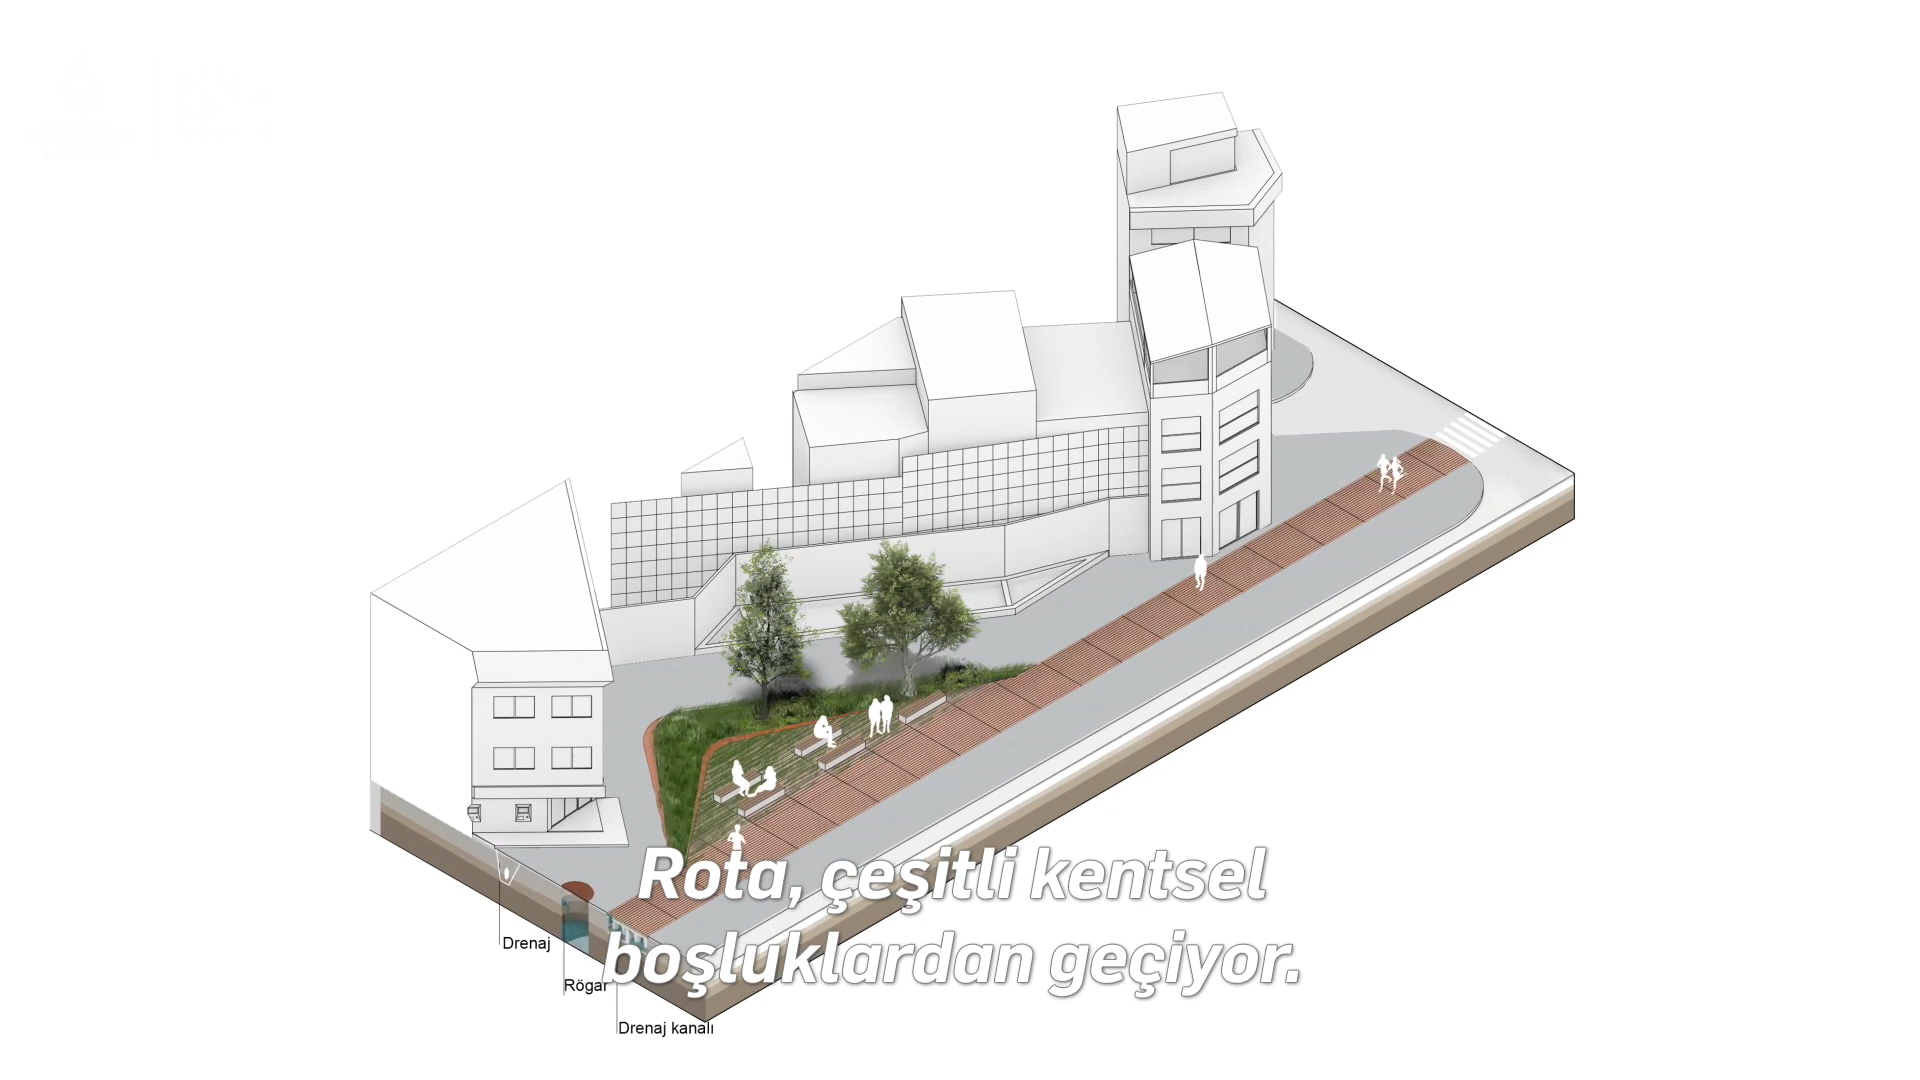 Rota, çeşitli kentsel
boşluklardan geçiyor.
Drenaj
Rögar
Drenaj kanalı